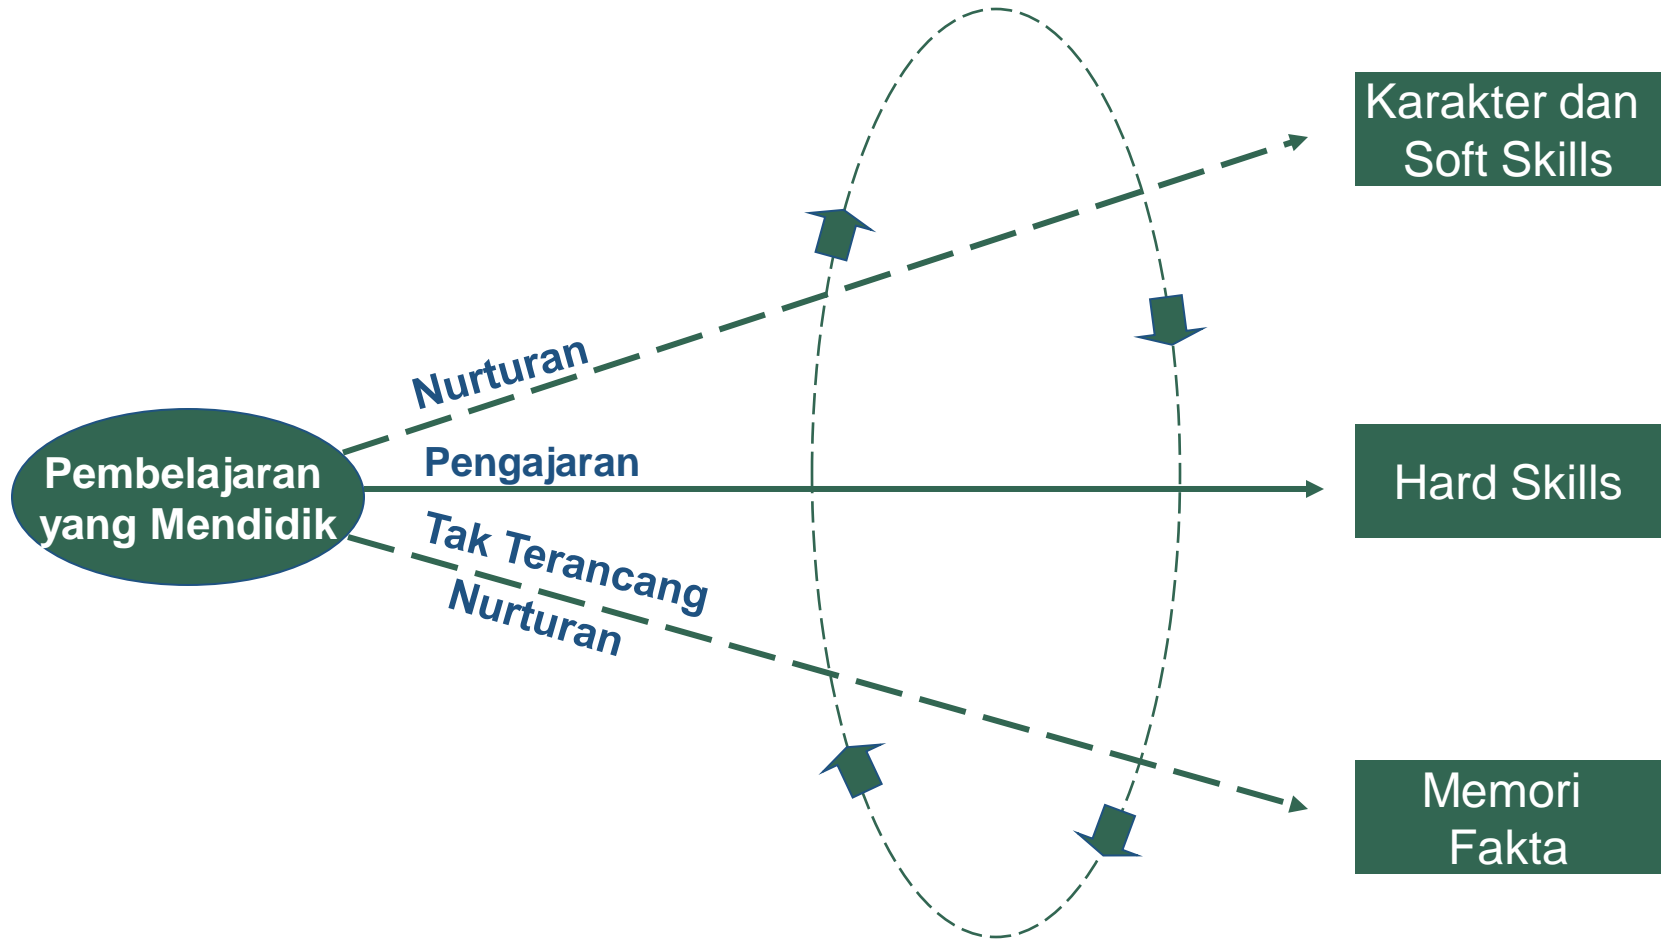 Karakter dan
Soft Skills
Nurturan
Pengajaran
Hard Skills
Pembelajaran
yang Mendidik
Tak Terancang
Nurturan
Memori
Fakta